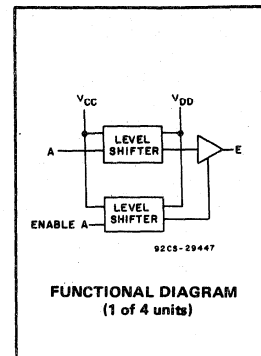 VCC VDD
LEVEL
SHIFTER
A E
LEVEL
SHIFTER
ENABLE A
92CS-29447
FUNCTIONAL DIAGRAM
(1 of 4 units)